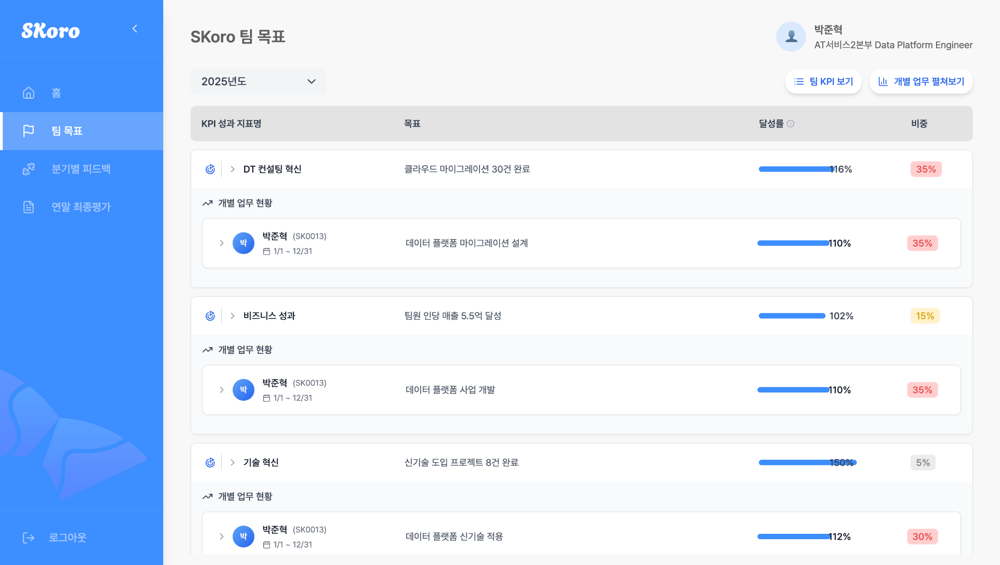 SKoro
홈
팀 목표
분기별 피드백
연말 최종평가
로그아웃
SKoro 팀 목표
박준혁
AT서비스2본부 Data Platform Engineer
2025년도
팀 KPI 보기
개별 업무 펼쳐보기
KPI 성과 지표명 목표 달성률 비중
DT 컨설팅 혁신 클라우드 마이그레이션 30건 완료 116% 35%
개별 업무 현황
박 박준혁 (SK0013) 데이터 플랫폼 마이그레이션 설계 110% 35%
1/1 ~ 12/31
비즈니스 성과 팀원 인당 매출 5.5억 달성 102% 15%
개별 업무 현황
박 박준혁 (SK0013) 데이터 플랫폼 사업 개발 110% 35%
1/1 ~ 12/31
기술 혁신 신기술 도입 프로젝트 8건 완료 150% 5%
개별 업무 현황
박 박준혁 (SK0013) 데이터 플랫폼 신기술 적용 112% 30%
1/1 ~ 12/31